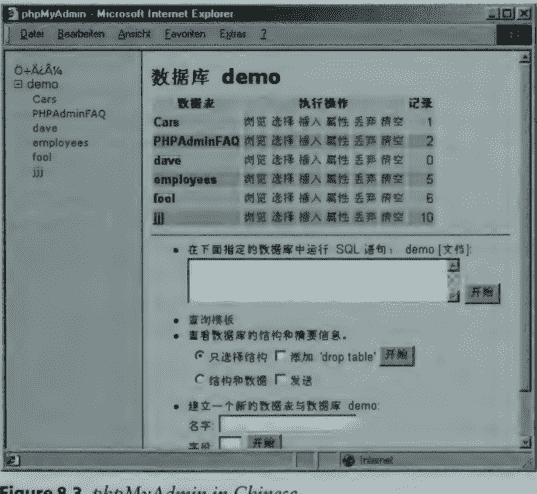 phpMyAdmin - Microsoft Internet Explorer
Datei Bearbeiten Ansicht Favoriten Extras ?
Ö÷Ä¿Â¼
demo
Cars
PHPAdminFAQ
dave
employees
fool
jjj
数据库 demo
数据表 执行操作 记录
Cars 浏览 选择 插入 属性 丢弃 清空 1
PHPAdminFAQ 浏览 选择 插入 属性 丢弃 清空 2
dave 浏览 选择 插入 属性 丢弃 清空 0
employees 浏览 选择 插入 属性 丢弃 清空 5
fool 浏览 选择 插入 属性 丢弃 清空 6
jjj 浏览 选择 插入 属性 丢弃 清空 10
在下面指定的数据库中运行 SQL 语句: demo [文档]:
开始
查询模板
查看数据库的结构和摘要信息。
只选择结构 添加 'drop table' 开始
结构和数据 发送
建立一个新的数据表与数据库 demo:
名字:
字段 开始
Internet
Figure 8.3 phpMyAdmin in Chinese